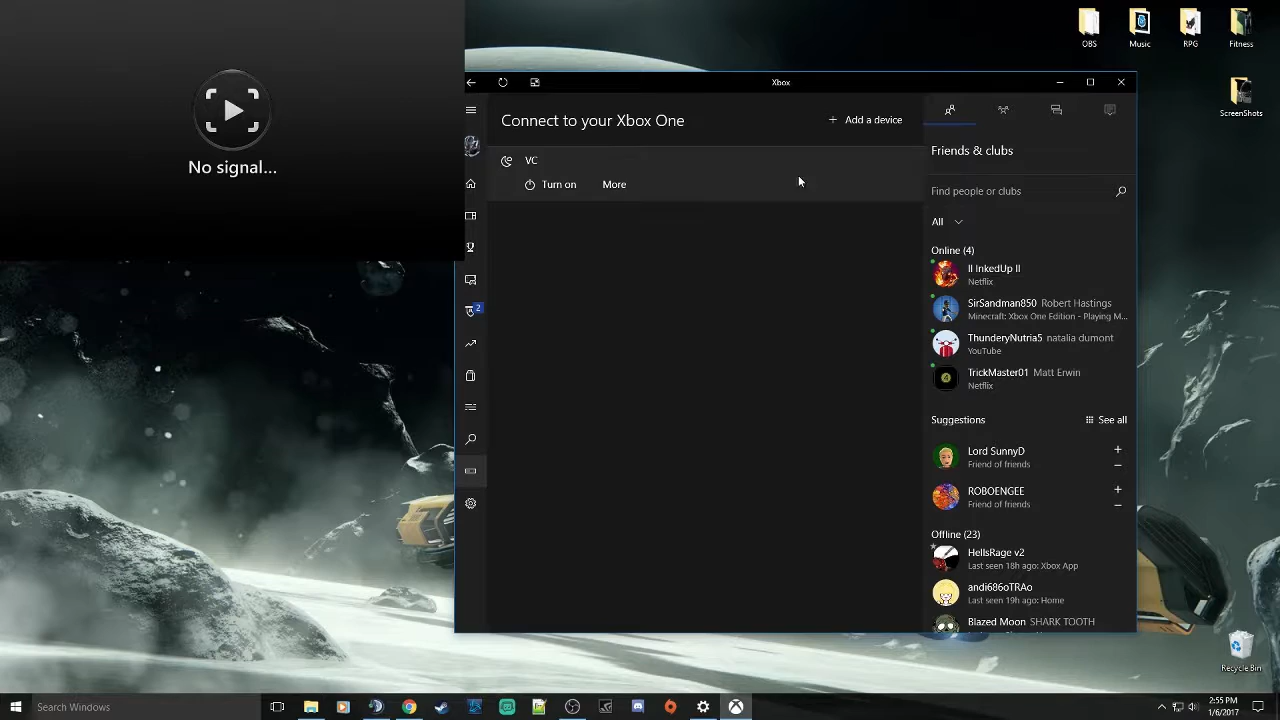 No signal...
OBS
Music
RPG
Fitness
ScreenShots
Xbox
Connect to your Xbox One
Add a device
VC
Turn on
More
2
Friends & clubs
Find people or clubs
All
Online (4)
II InkedUp II
Netflix
SirSandman850 Robert Hastings
Minecraft: Xbox One Edition - Playing M...
ThunderyNutria5 natalia dumont
YouTube
TrickMaster01 Matt Erwin
Netflix
Suggestions
See all
Lord SunnyD
Friend of friends
ROBOENGEE
Friend of friends
Offline (23)
HellsRage v2
Last seen 18h ago: Xbox App
andi686oTRAo
Last seen 19h ago: Home
Blazed Moon SHARK TOOTH
Recycle Bin
Search Windows
2:55 PM
1/6/2017